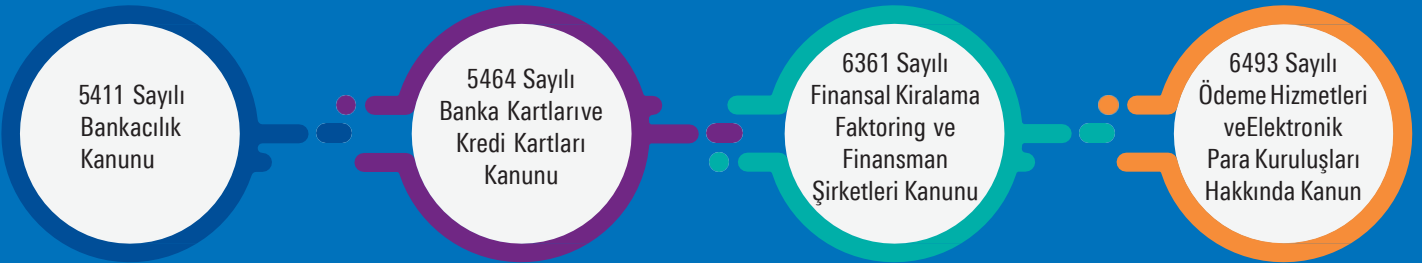 5411 Sayılı
Bankacılık
Kanunu
5464 Sayılı
Banka Kartlarıve
Kredi Kartları
Kanunu
6361 Sayılı
Finansal Kiralama
Faktoring ve
Finansman
Şirketleri Kanunu
6493 Sayılı
Ödeme Hizmetleri
veElektronik
Para Kuruluşları
Hakkında Kanun